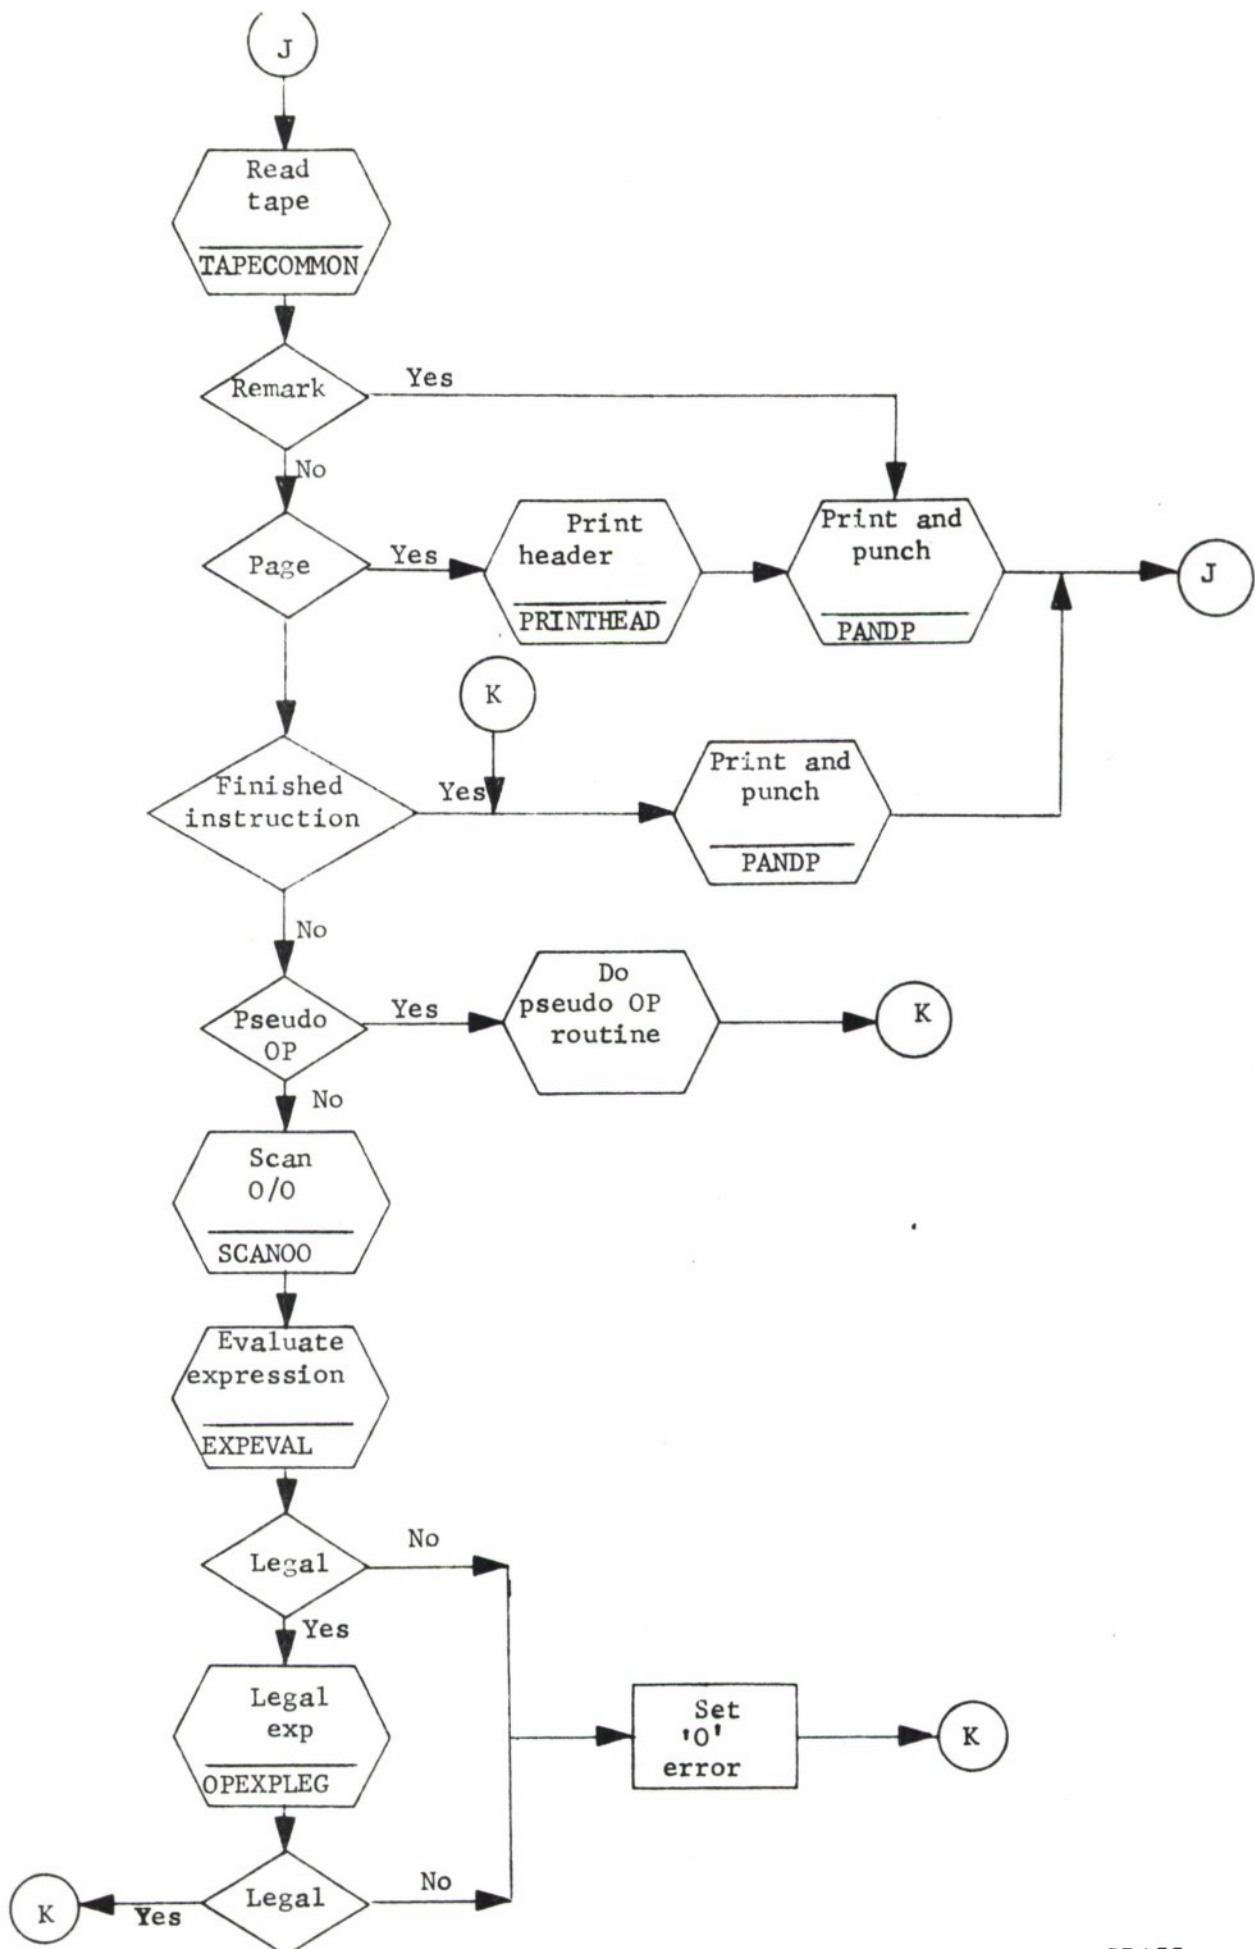 J
Read
tape
TAPECOMMON
Remark
Yes
No
Page
Yes
Print
header
PRINTHEAD
Print and
punch
PANDP
J
K
Finished
instruction
Yes
Print and
punch
PANDP
No
Pseudo
OP
Yes
Do
pseudo OP
routine
K
No
Scan
O/O
SCANOO
Evaluate
expression
EXPEVAL
Legal
No
Yes
Legal
exp
OPEXPLEG
Set
'O'
error
K
Legal
No
Yes
K